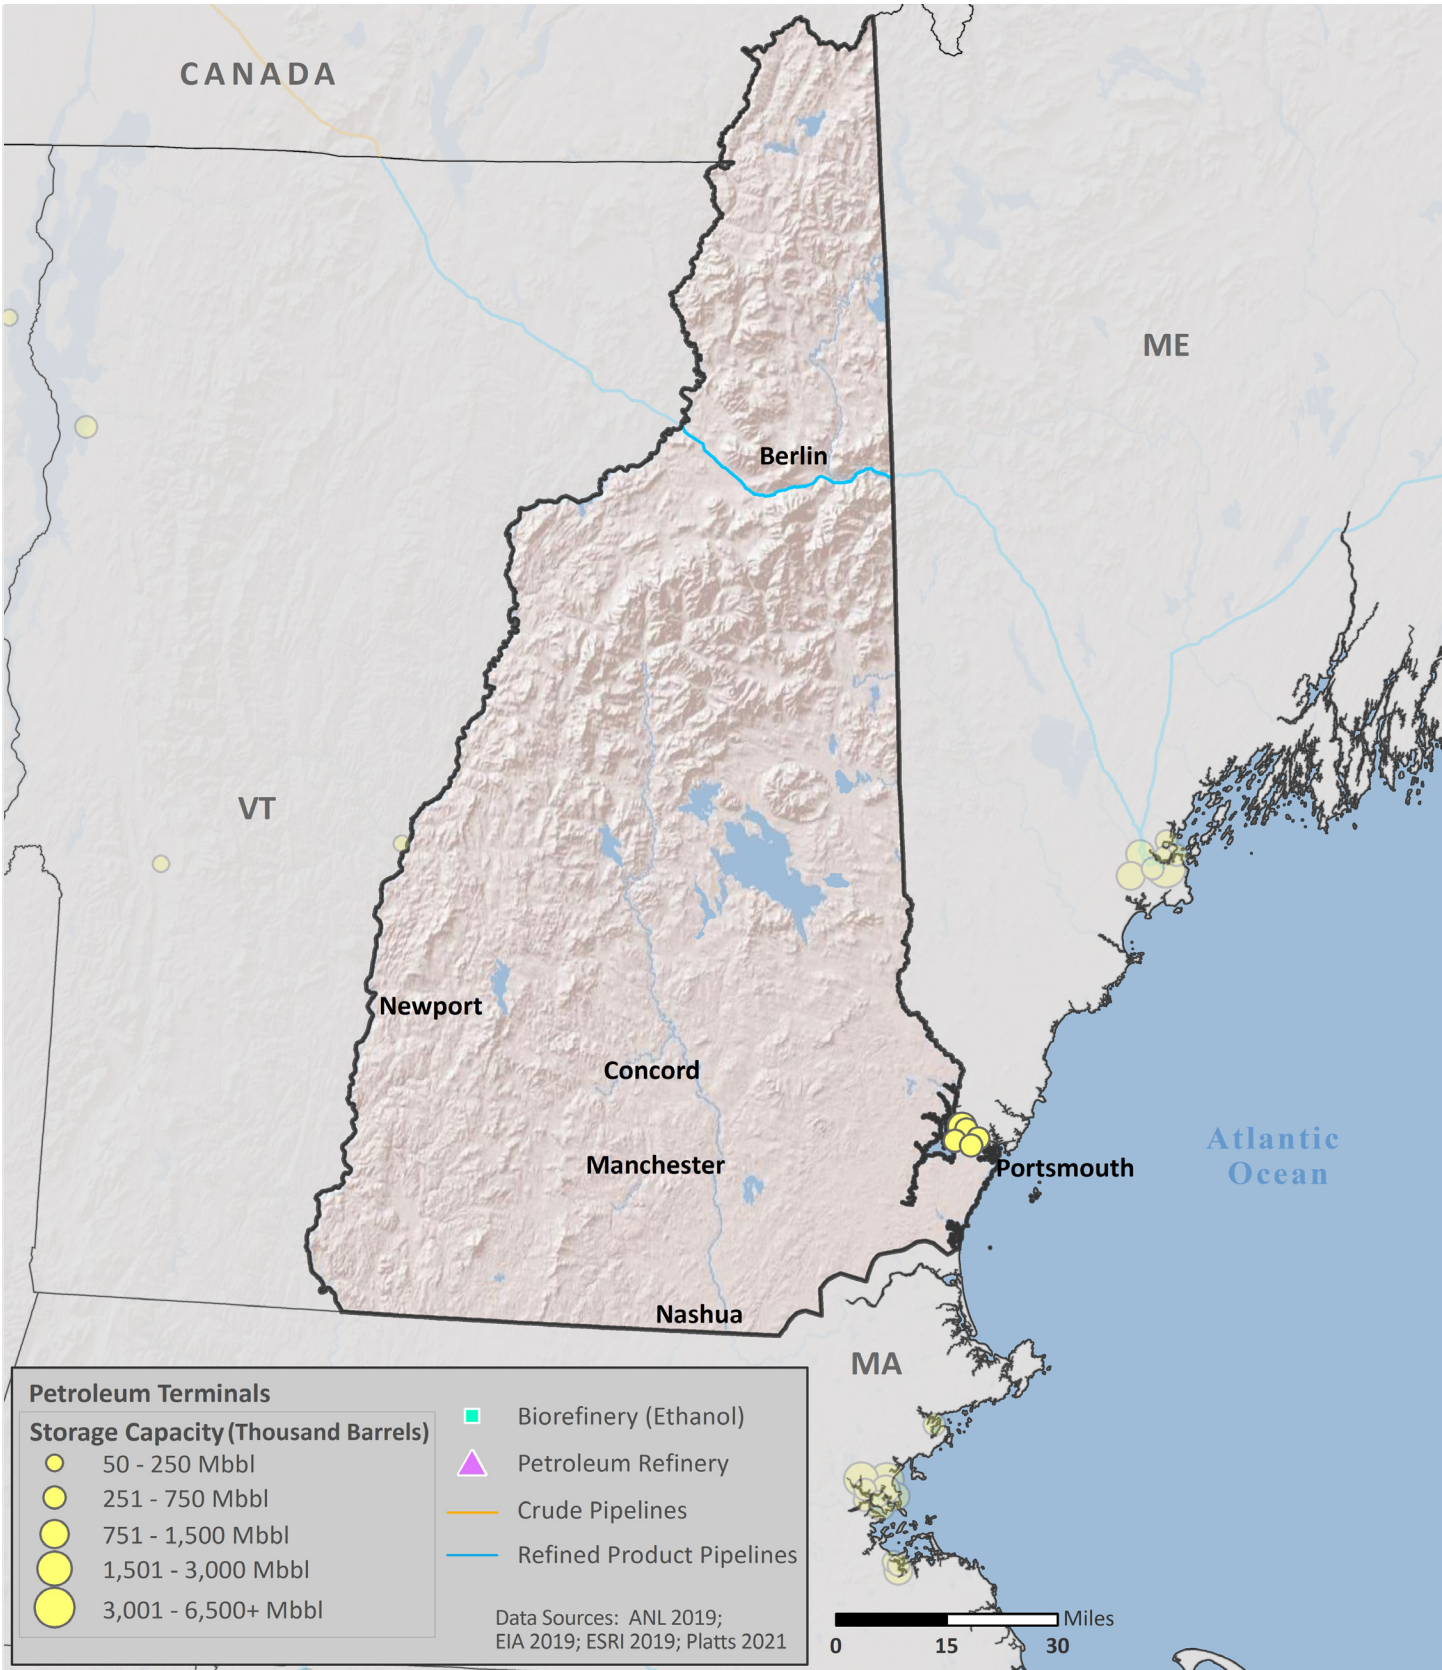 CANADA
ME
Berlin
VT
Newport
Concord
Atlantic
Ocean
Manchester
Portsmouth
Nashua
MA
Petroleum Terminals
Storage Capacity (Thousand Barrels)
50 - 250 Mbbl
251 - 750 Mbbl
751 - 1,500 Mbbl
1,501 - 3,000 Mbbl
3,001 - 6,500+ Mbbl
Biorefinery (Ethanol)
Petroleum Refinery
Crude Pipelines
Refined Product Pipelines
Data Sources: ANL 2019;
EIA 2019; ESRI 2019; Platts 2021
Miles
0 15 30